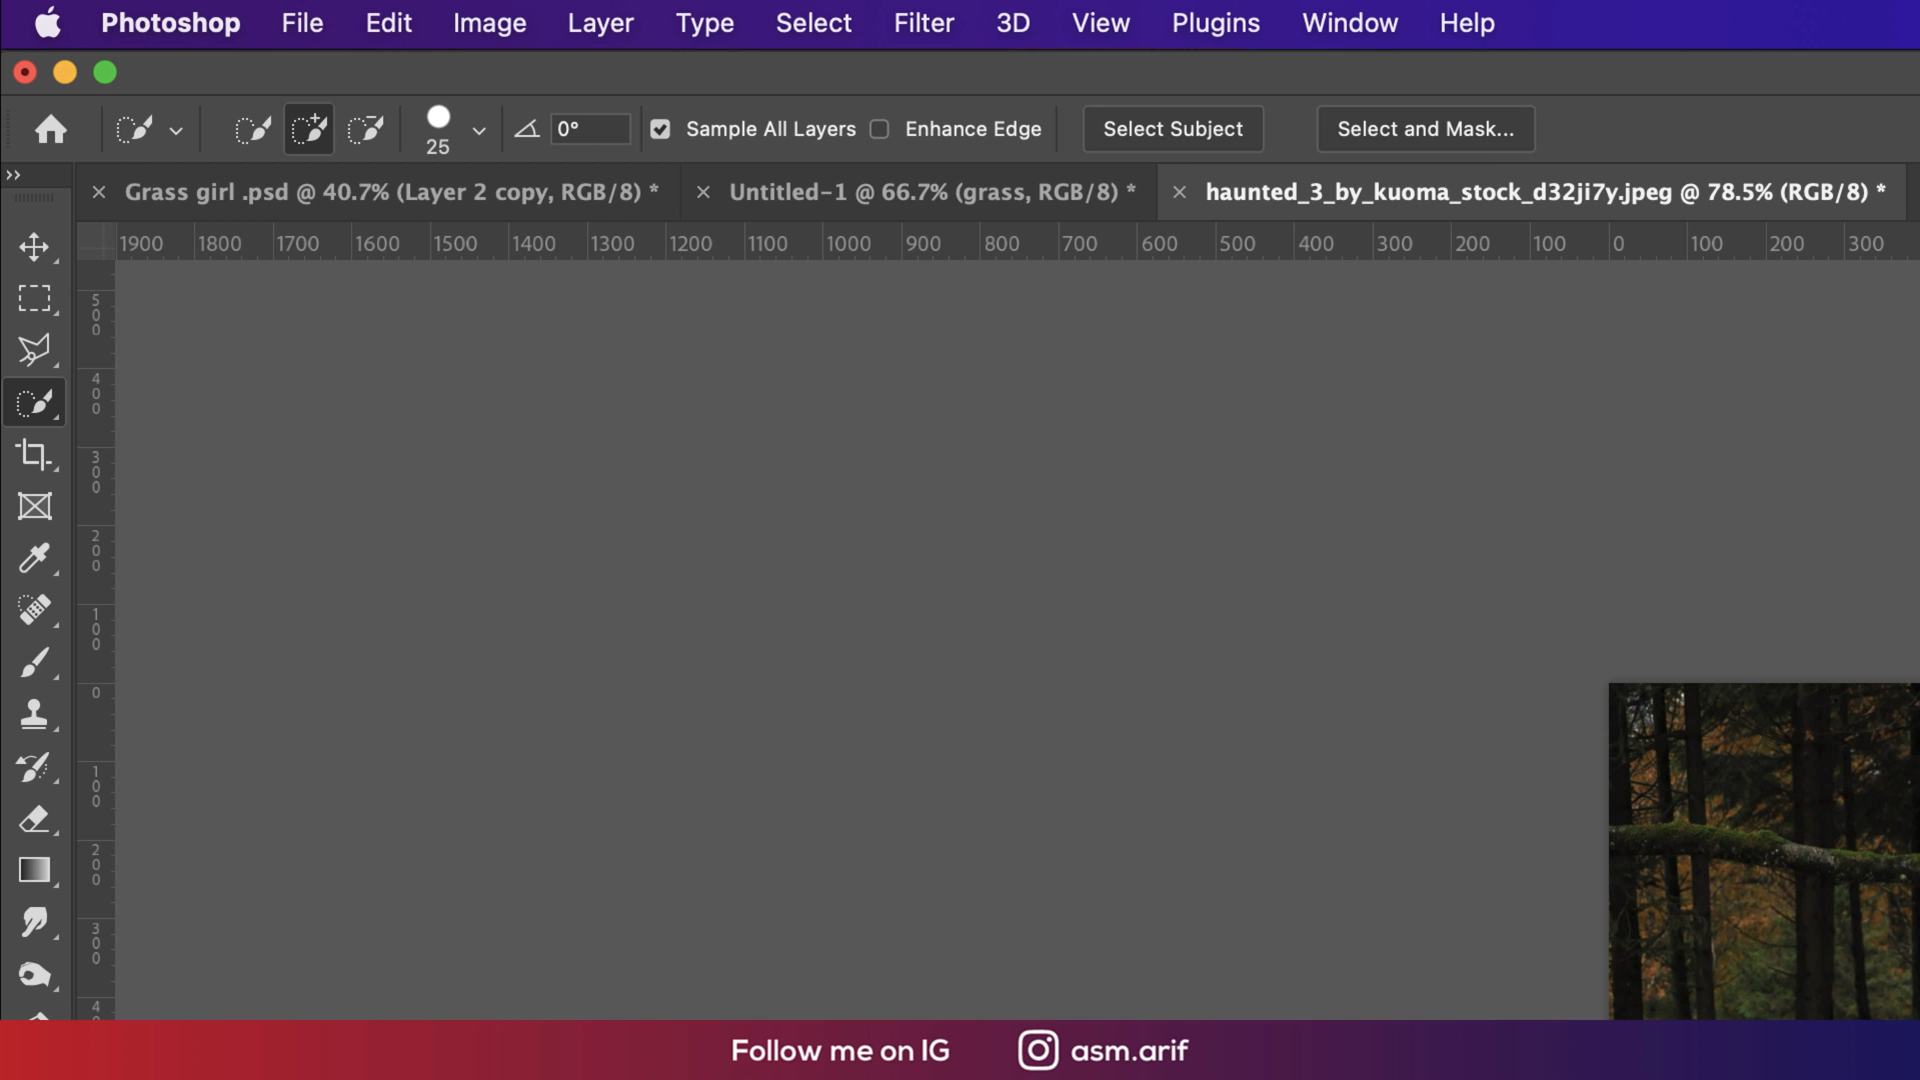 Photoshop File Edit Image Layer Type Select Filter 3D View Plugins Window Help
25 0° Sample All Layers Enhance Edge Select Subject Select and Mask...
Grass girl .psd @ 40.7% (Layer 2 copy, RGB/8) * Untitled-1 @ 66.7% (grass, RGB/8) * haunted_3_by_kuoma_stock_d32ji7y.jpeg @ 78.5% (RGB/8) *
1900 1800 1700 1600 1500 1400 1300 1200 1100 1000 900 800 700 600 500 400 300 200 100 0 100 200 300
500
400
300
200
100
0
100
200
300
4
Follow me on IG asm.arif